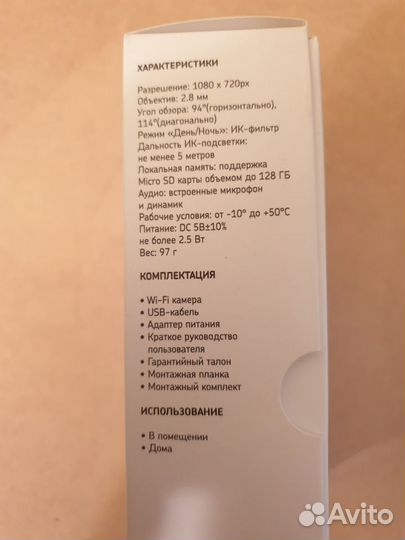 ХАРАКТЕРИСТИКИ
Разрешение: 1080 x 720px
Объектив: 2.8 мм
Угол обзора: 94°(горизонтально),
114°(диагонально)
Режим «День/Ночь»: ИК-фильтр
Дальность ИК-подсветки:
не менее 5 метров
Локальная память: поддержка
Micro SD карты объемом до 128 ГБ
Аудио: встроенные микрофон
и динамик
Рабочие условия: от -10° до +50°C
Питание: DC 5В±10%
не более 2.5 Вт
Вес: 97 г
КОМПЛЕКТАЦИЯ
• Wi-Fi камера
• USB-кабель
• Адаптер питания
• Краткое руководство
пользователя
• Гарантийный талон
• Монтажная планка
• Монтажный комплект
ИСПОЛЬЗОВАНИЕ
• В помещении
• Дома
Avito